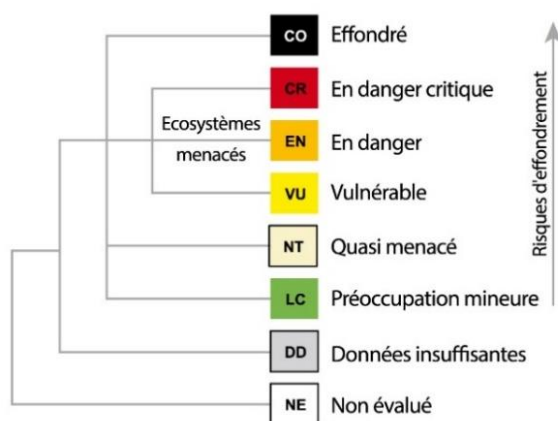 CO Effondré
CR En danger critique
Ecosystèmes
menacés
EN En danger
VU Vulnérable
NT Quasi menacé
LC Préoccupation mineure
DD Données insuffisantes
NE Non évalué
Risques d'effondrement